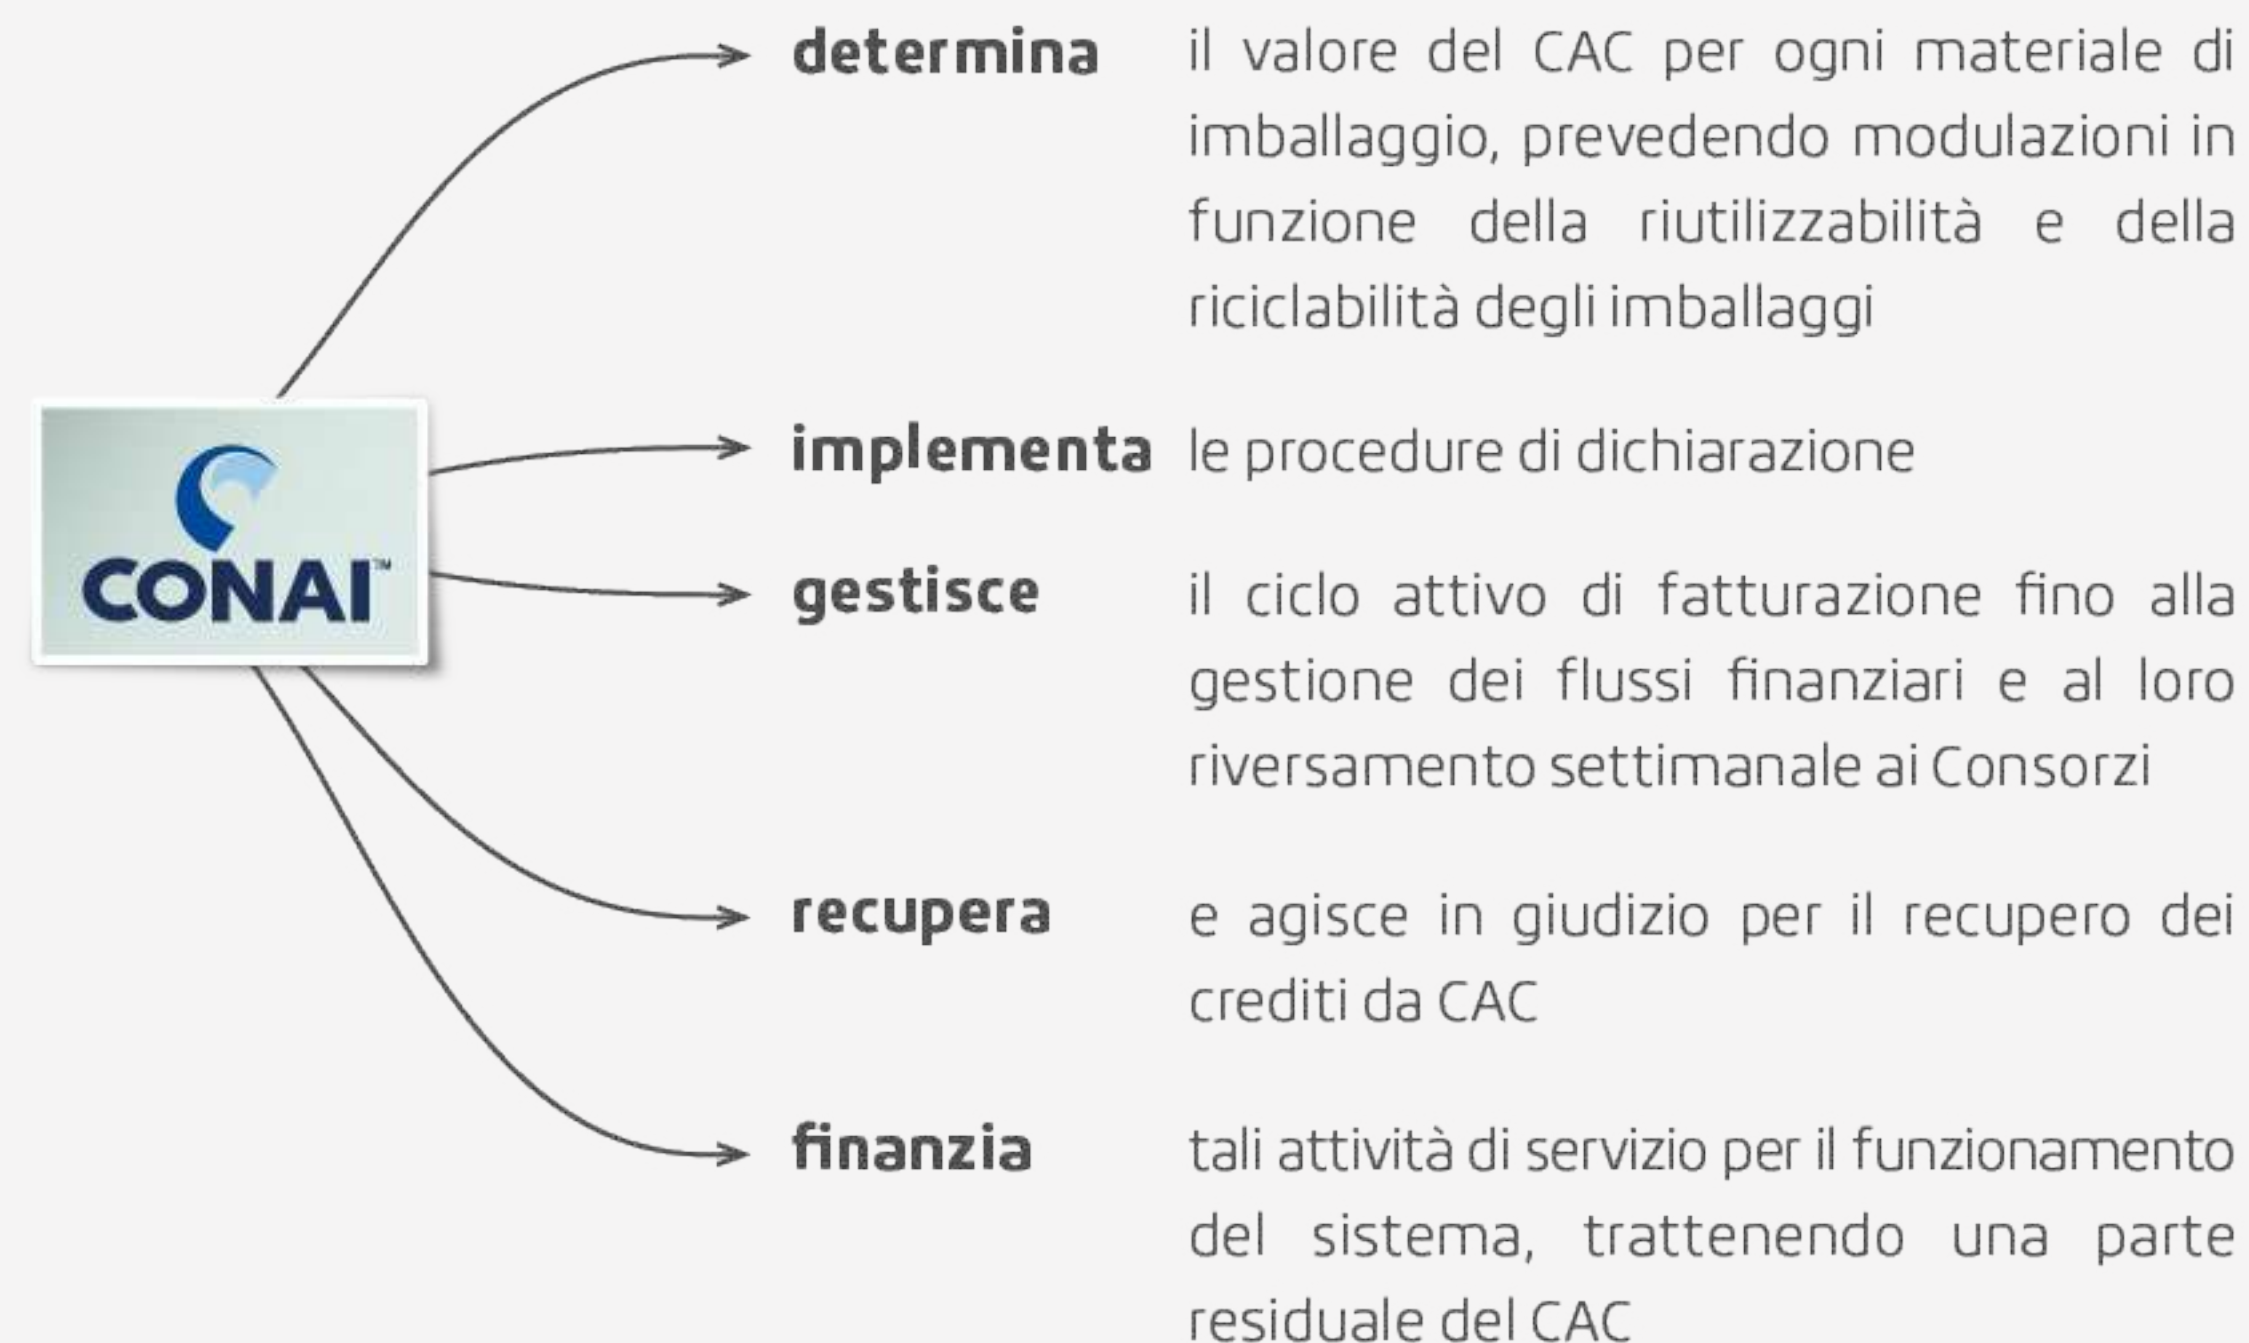 determina il valore del CAC per ogni materiale di
imballaggio, prevedendo modulazioni in
funzione della riutilizzabilità e della
riciclabilità degli imballaggi
CONAI™
implementa le procedure di dichiarazione
gestisce il ciclo attivo di fatturazione fino alla
gestione dei flussi finanziari e al loro
riversamento settimanale ai Consorzi
recupera e agisce in giudizio per il recupero dei
crediti da CAC
finanzia tali attività di servizio per il funzionamento
del sistema, trattenendo una parte
residuale del CAC